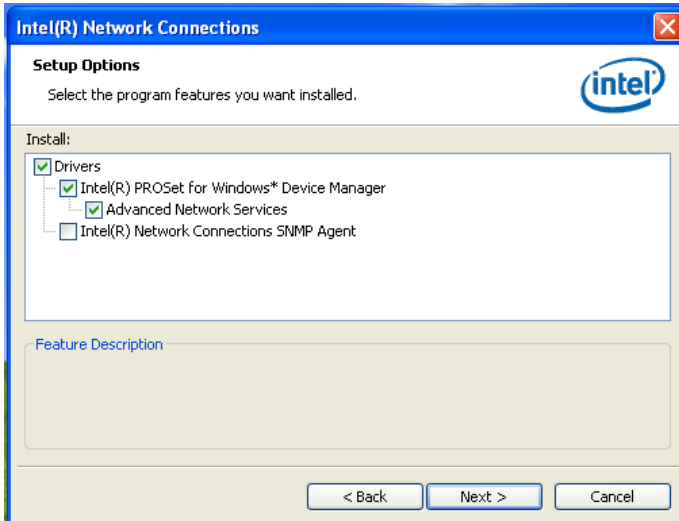 Intel(R) Network Connections
Setup Options
Select the program features you want installed.
intel
Install:
Drivers
Intel(R) PROSet for Windows* Device Manager
Advanced Network Services
Intel(R) Network Connections SNMP Agent
Feature Description
< Back Next > Cancel